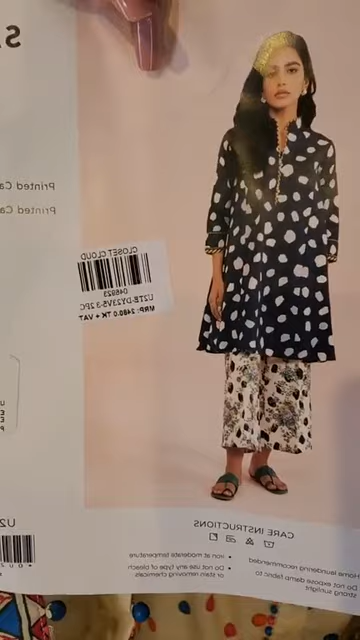 Printed Ca
Printed Ca
CLOSET CLOUD
046923
U2TE-DY23V5-3.2PC
MRP: 2480.0 TK + VAT
CARE INSTRUCTIONS
Home laundering recommended
Do not expose damp fabric to
strong sunlight
Iron at moderate temperature
Do not use any type of bleach
or stain removing chemicals
U2